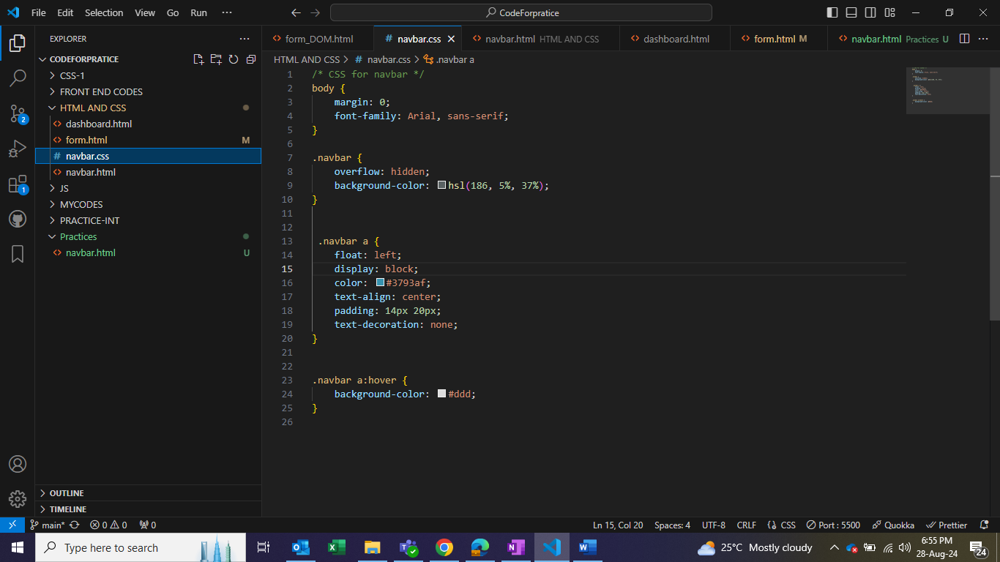 File Edit Selection View Go Run ···
CodeForpratice
EXPLORER ···
form_DOM.html
# navbar.css
navbar.html HTML AND CSS
dashboard.html
form.html M
navbar.html Practices U
CODEFORPRATICE
CSS-1
FRONT END CODES
HTML AND CSS
dashboard.html
form.html M
# navbar.css
navbar.html
JS
MYCODES
PRACTICE-INT
Practices
navbar.html U
2
1
OUTLINE
TIMELINE
HTML AND CSS > # navbar.css > .navbar a
1 /* CSS for navbar */
2 body {
3 margin: 0;
4 font-family: Arial, sans-serif;
5 }
6
7 .navbar {
8 overflow: hidden;
9 background-color: hsl(186, 5%, 37%);
10 }
11
12
13 .navbar a {
14 float: left;
15 display: block;
16 color: #3793af;
17 text-align: center;
18 padding: 14px 20px;
19 text-decoration: none;
20 }
21
22
23 .navbar a:hover {
24 background-color: #ddd;
25 }
26
main* 0 0 0 Ln 15, Col 20 Spaces: 4 UTF-8 CRLF {} CSS Port : 5500 Quokka Prettier
Type here to search
25°C Mostly cloudy
6:55 PM
28-Aug-24
24